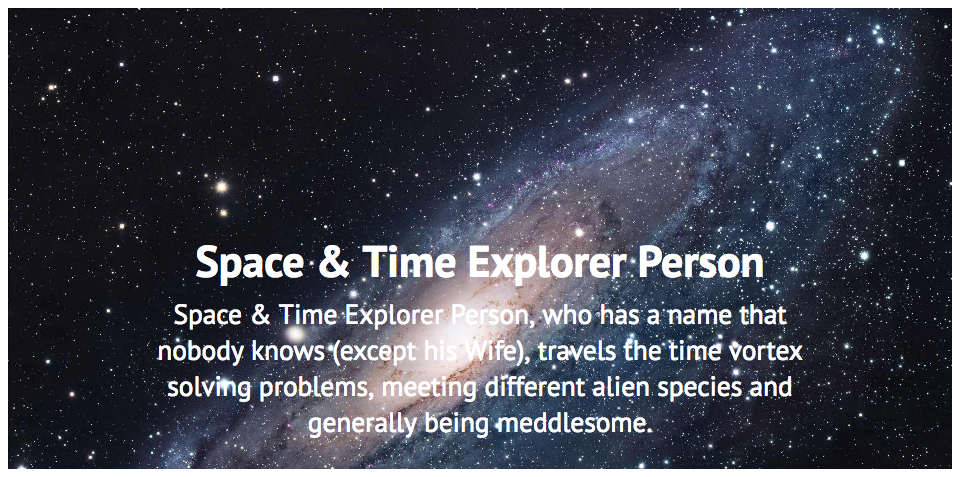 Space & Time Explorer Person
Space & Time Explorer Person, who has a name that
nobody knows (except his Wife), travels the time vortex
solving problems, meeting different alien species and
generally being meddlesome.